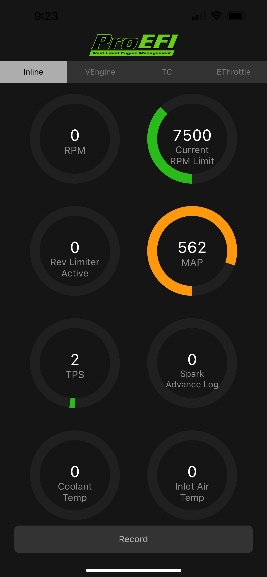 9:23
ProEFI
Next Level Engine Management
Inline VEngine TC EThrottle
0 7500
RPM Current
RPM Limit
0 562
Rev Limiter MAP
Active
2 0
TPS Spark
Advance Log
0 0
Coolant Inlet Air
Temp Temp
Record